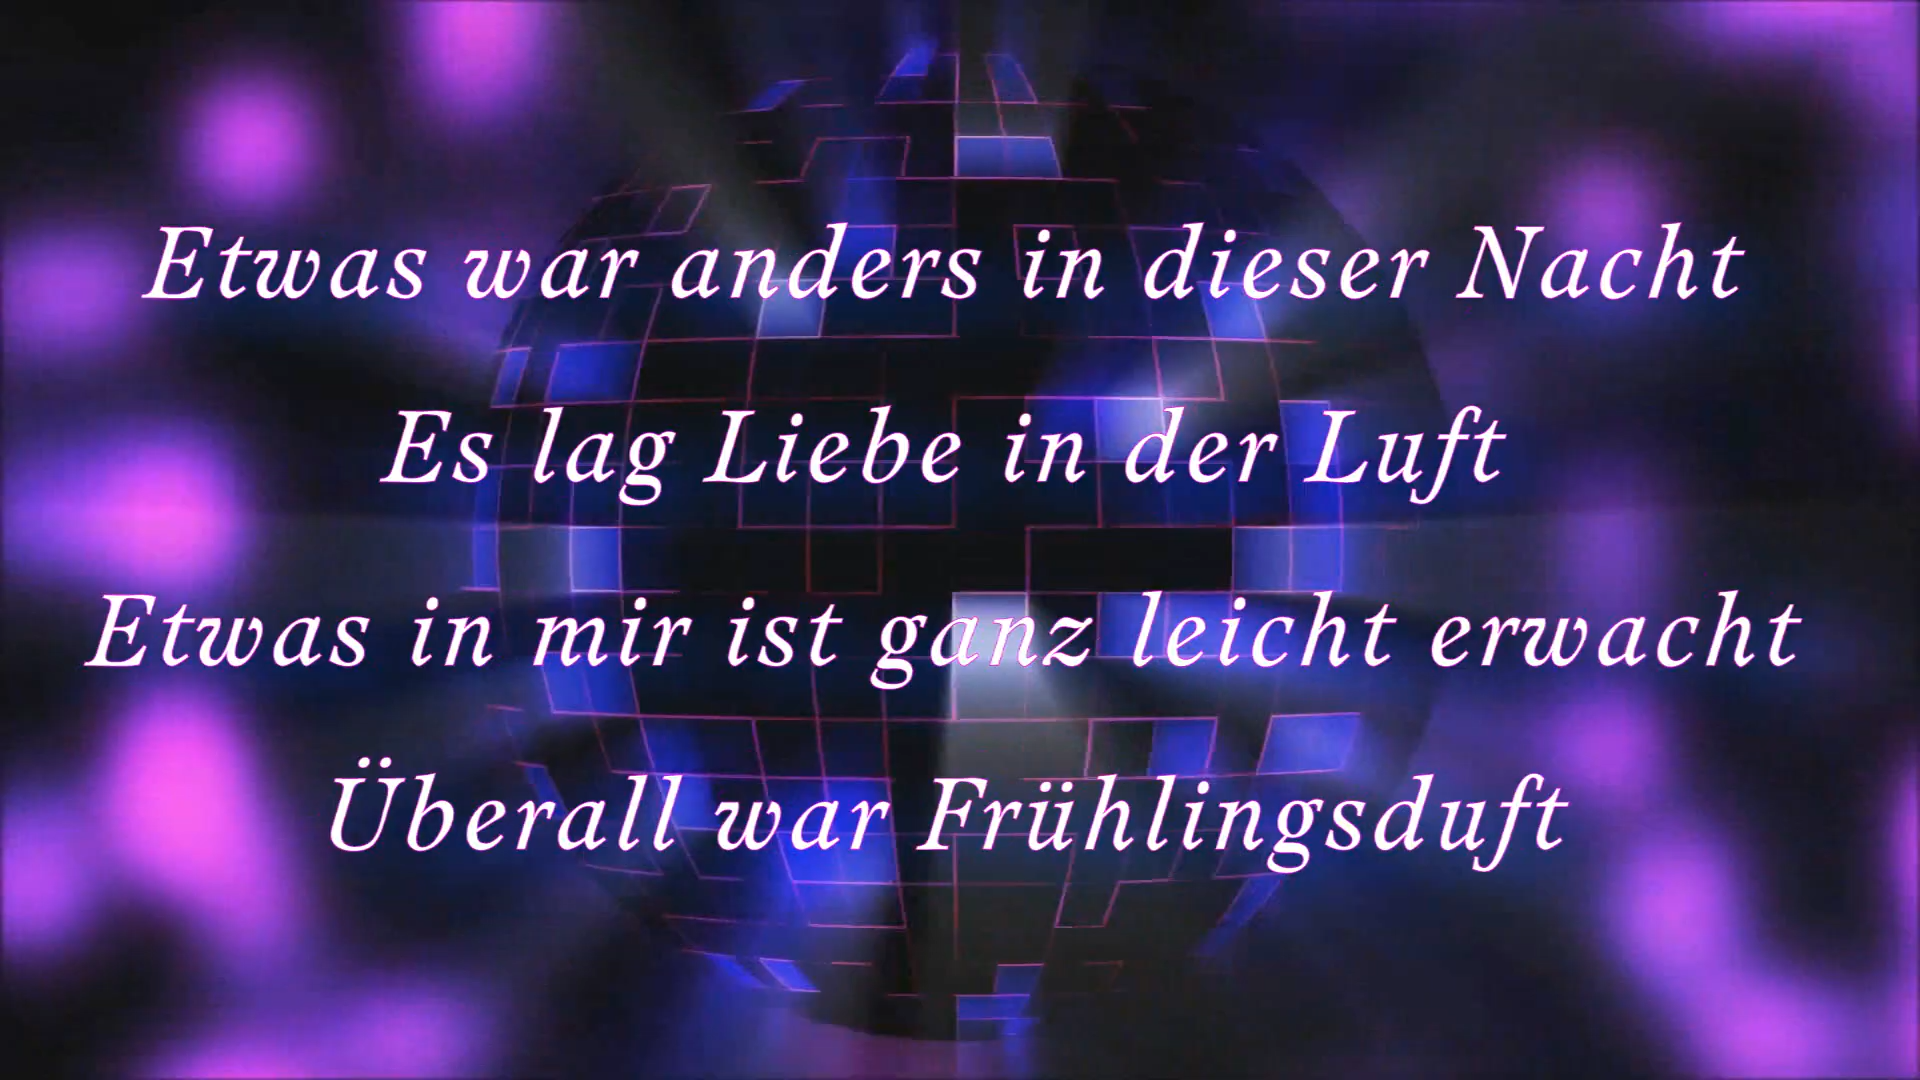 Etwas war anders in dieser Nacht
Es lag Liebe in der Luft
Etwas in mir ist ganz leicht erwacht
Überall war Frühlingsduft